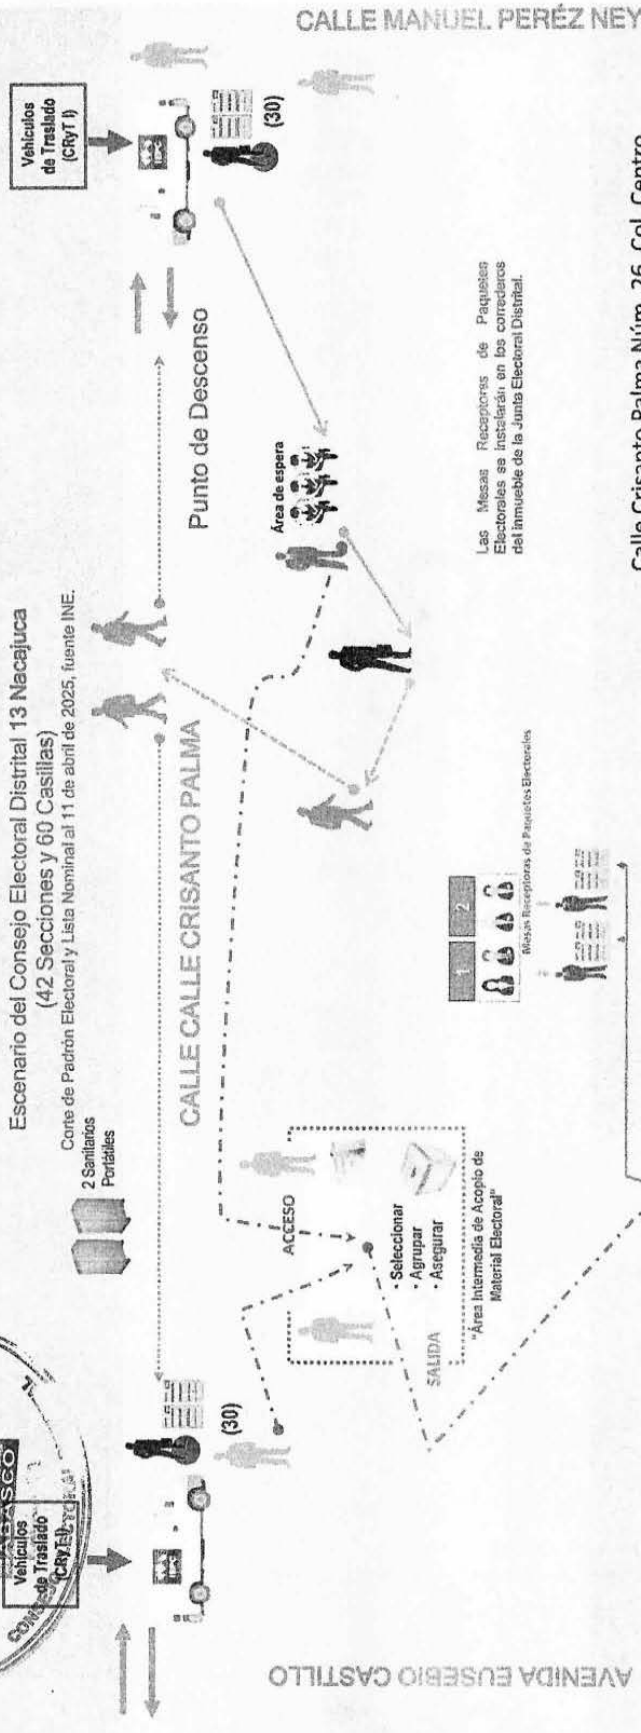 Escenario del Consejo Electoral Distrital 13 Nacajuca
(42 Secciones y 60 Casillas)
Corte de Padrón Electoral y Lista Nominal al 11 de abril de 2025, fuente INE.
TABASCO
CONSEJO ELECTORAL
Vehículos
de Traslado
(CRyT I)
2 Sanitarios
Portátiles
Vehículos
de Traslado
(CRyT I)
(30)
(30)
Punto de Descenso
CALLE CALLE CRISANTO PALMA
Área de espera
ACCESO
• Seleccionar
• Agrupar
• Asegurar
SALIDA
"Área Intermedia de Acopio de
Material Electoral"
1 2
Mesas Receptoras de Paquetes Electorales
Las Mesas Receptoras de Paquetes
Electorales se instalarán en los corredores
del inmueble de la Junta Electoral Distrital.
AVENIDA EUSEBIO CASTILLO
CALLE MANUEL PERÉZ NEY
Calle Crisanto Palma Núm. 26, Col. Centro